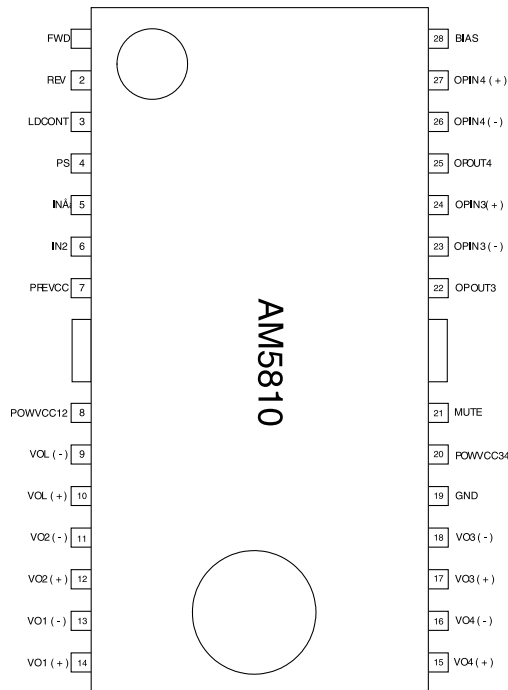 FWD
REV 2
LDCONT 3
PS 4
INÂ 5
IN2 6
PREVCC 7
POWVCC12 8
VOL (-) 9
VOL (+) 10
VO2 (-) 11
VO2 (+) 12
VO1 (-) 13
VO1 (+) 14
AM5810
28 BIAS
27 OPIN4 (+)
26 OPIN4 (-)
25 OPOUT4
24 OPIN3(+)
23 OPIN3 (-)
22 OPOUT3
21 MUTE
20 POWVCC34
19 GND
18 VO3 (-)
17 VO3 (+)
16 VO4 (-)
15 VO4 (+)